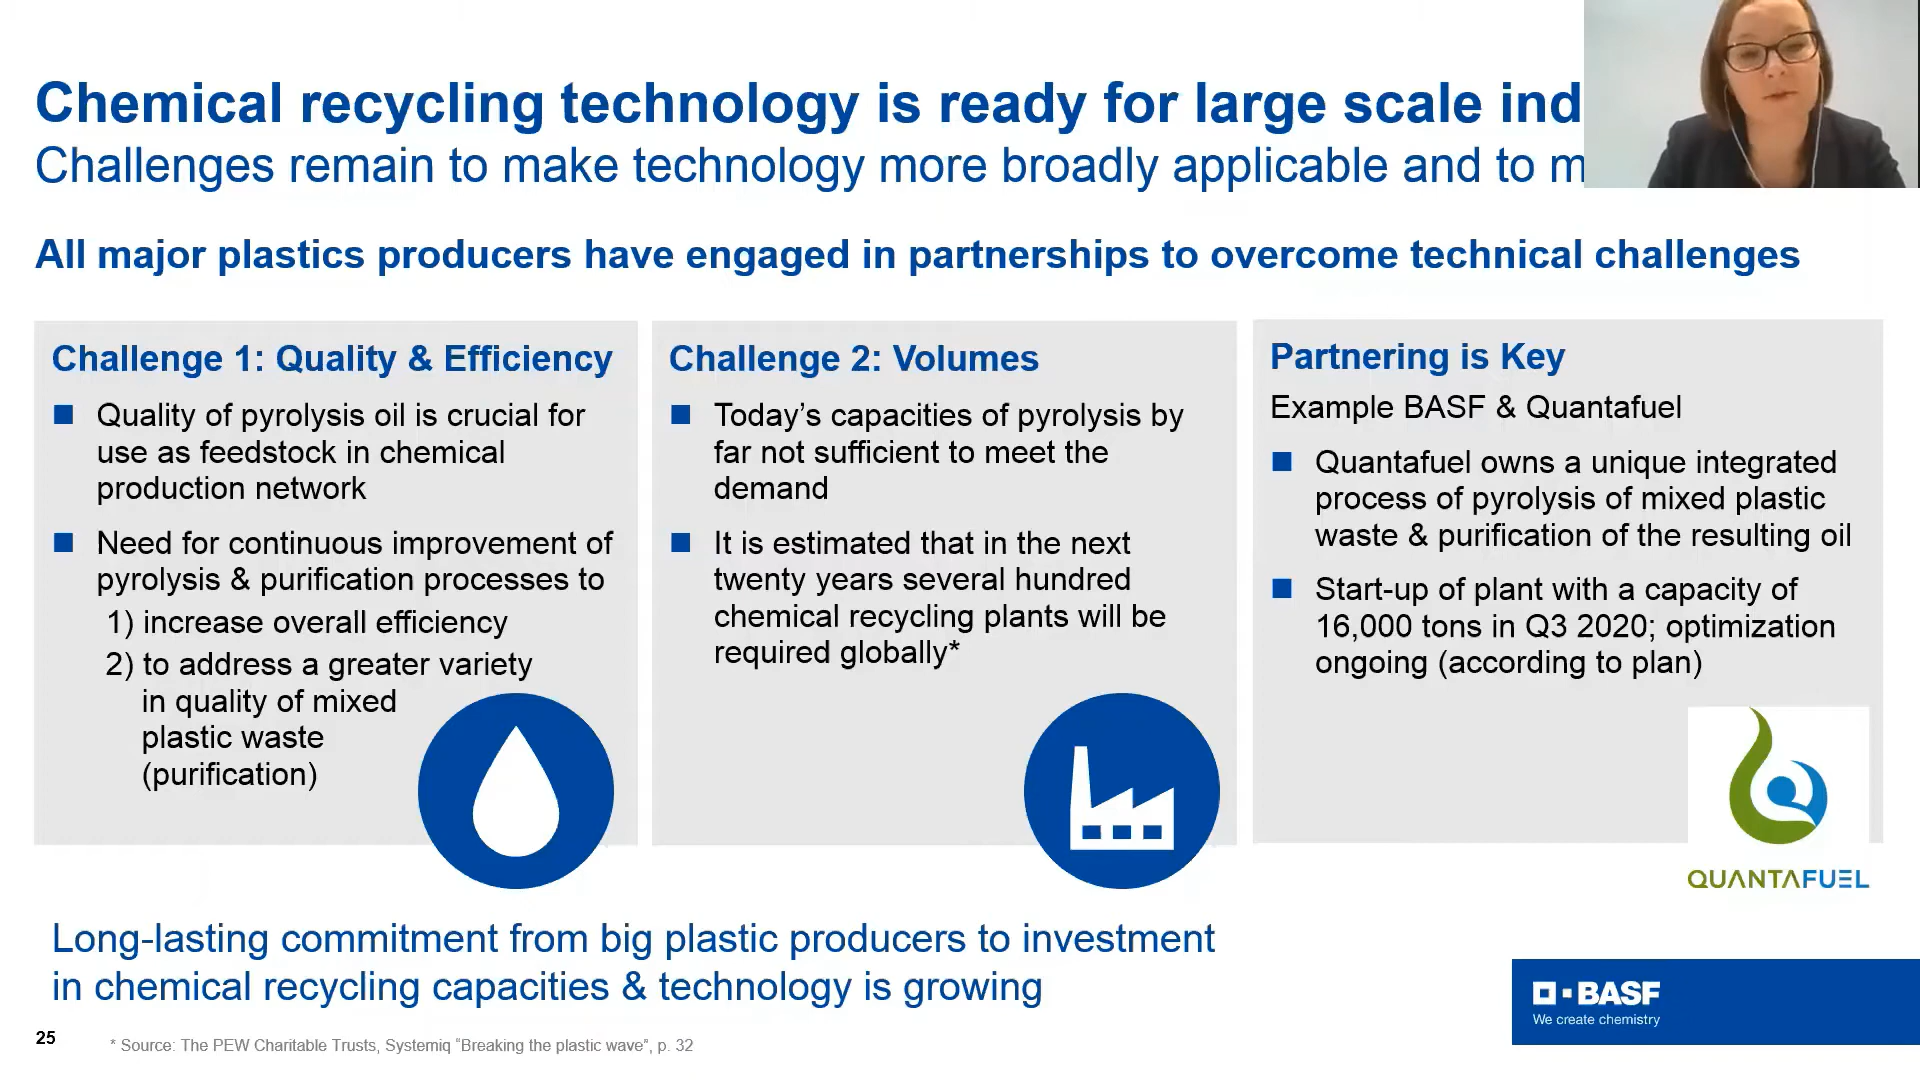 Chemical recycling technology is ready for large scale ind
Challenges remain to make technology more broadly applicable and to m
All major plastics producers have engaged in partnerships to overcome technical challenges
Challenge 1: Quality & Efficiency
■ Quality of pyrolysis oil is crucial for
use as feedstock in chemical
production network
■ Need for continuous improvement of
pyrolysis & purification processes to
1) increase overall efficiency
2) to address a greater variety
in quality of mixed
plastic waste
(purification)
Challenge 2: Volumes
■ Today’s capacities of pyrolysis by
far not sufficient to meet the
demand
■ It is estimated that in the next
twenty years several hundred
chemical recycling plants will be
required globally*
Partnering is Key
Example BASF & Quantafuel
■ Quantafuel owns a unique integrated
process of pyrolysis of mixed plastic
waste & purification of the resulting oil
■ Start-up of plant with a capacity of
16,000 tons in Q3 2020; optimization
ongoing (according to plan)
QUANTAFUEL
Long-lasting commitment from big plastic producers to investment
in chemical recycling capacities & technology is growing
BASF
We create chemistry
25
* Source: The PEW Charitable Trusts, Systemiq “Breaking the plastic wave”, p. 32